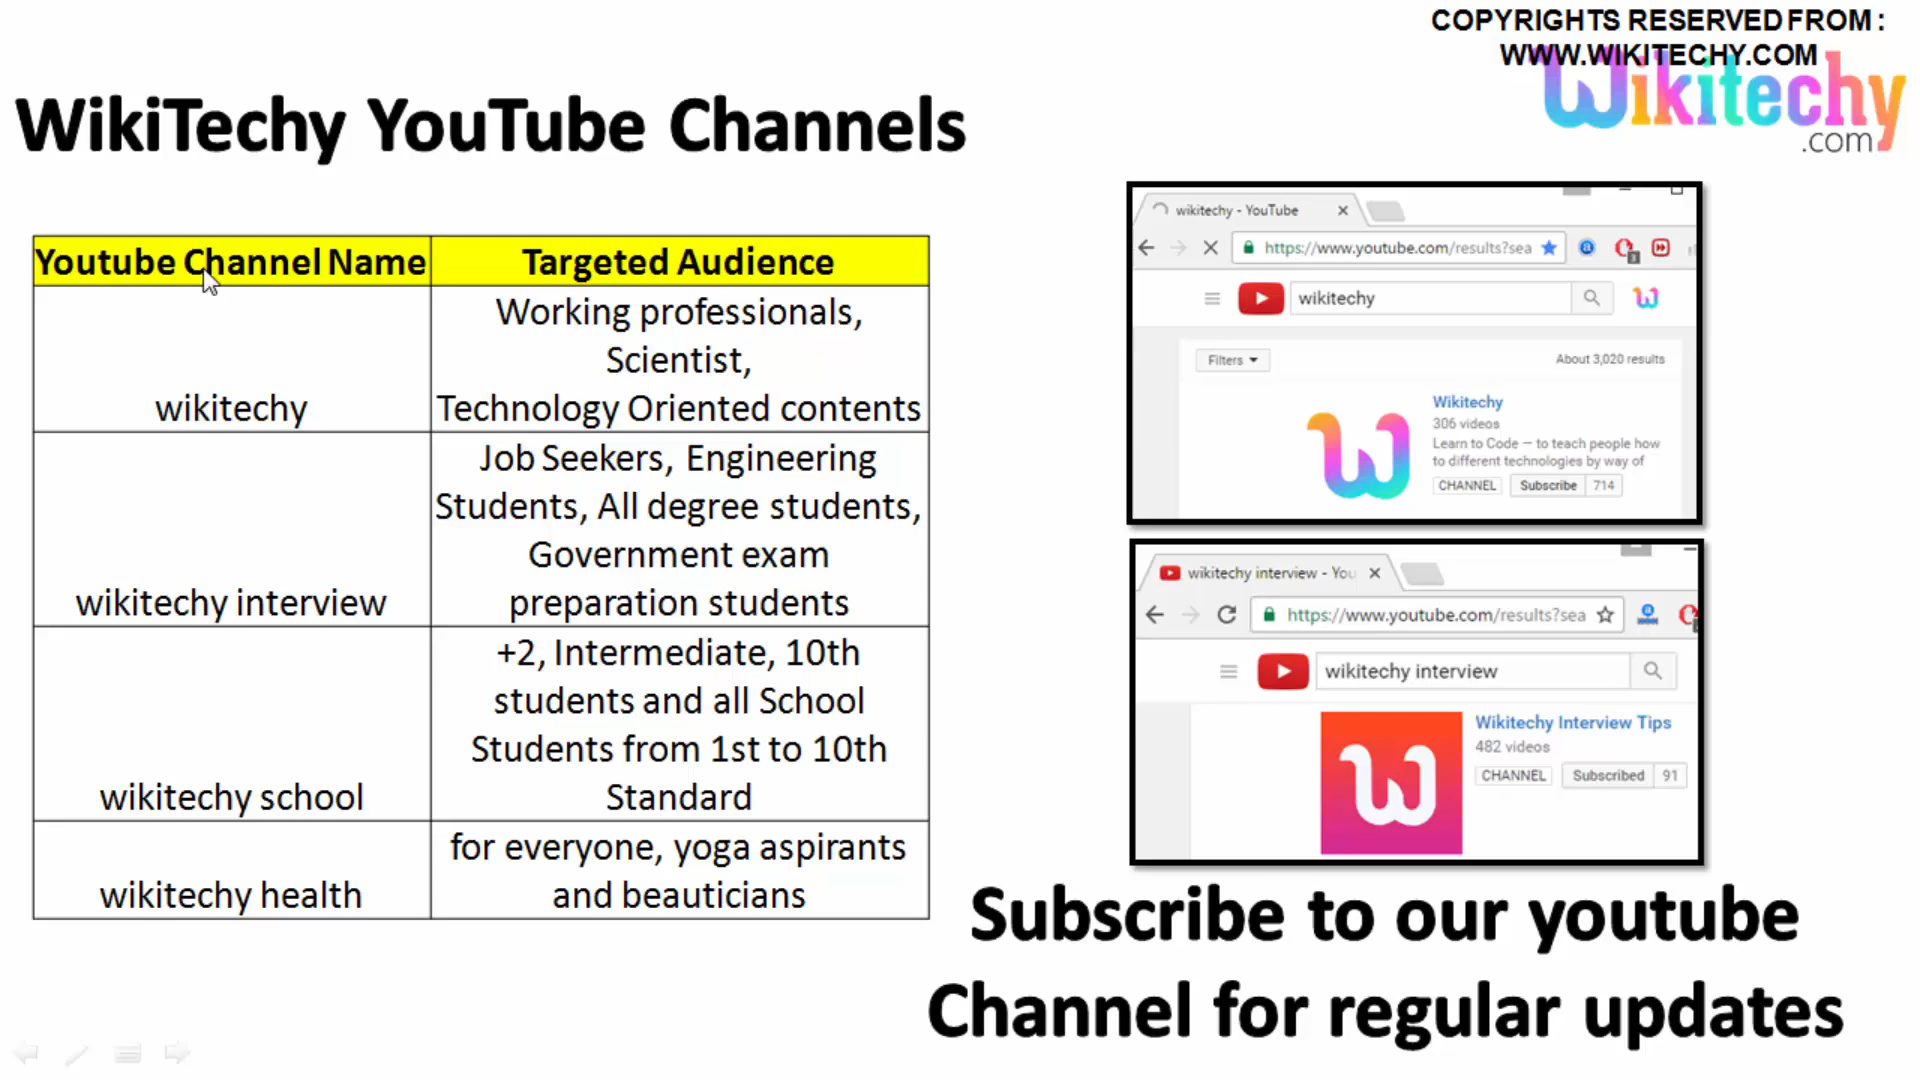 COPYRIGHTS RESERVED FROM :
WWW.WIKITECHY.COM
Wikitechy
.com
WikiTechy YouTube Channels
Youtube Channel Name
Targeted Audience
wikitechy
Working professionals,
Scientist,
Technology Oriented contents
wikitechy interview
Job Seekers, Engineering
Students, All degree students,
Government exam
preparation students
wikitechy school
+2, Intermediate, 10th
students and all School
Students from 1st to 10th
Standard
wikitechy health
for everyone, yoga aspirants
and beauticians
wikitechy - YouTube
https://www.youtube.com/results?sea
wikitechy
Filters
About 3,020 results
Wikitechy
306 videos
Learn to Code – to teach people how
to different technologies by way of
CHANNEL Subscribe 714
wikitechy interview - You
https://www.youtube.com/results?sea
wikitechy interview
Wikitechy Interview Tips
482 videos
CHANNEL Subscribed 91
Subscribe to our youtube
Channel for regular updates